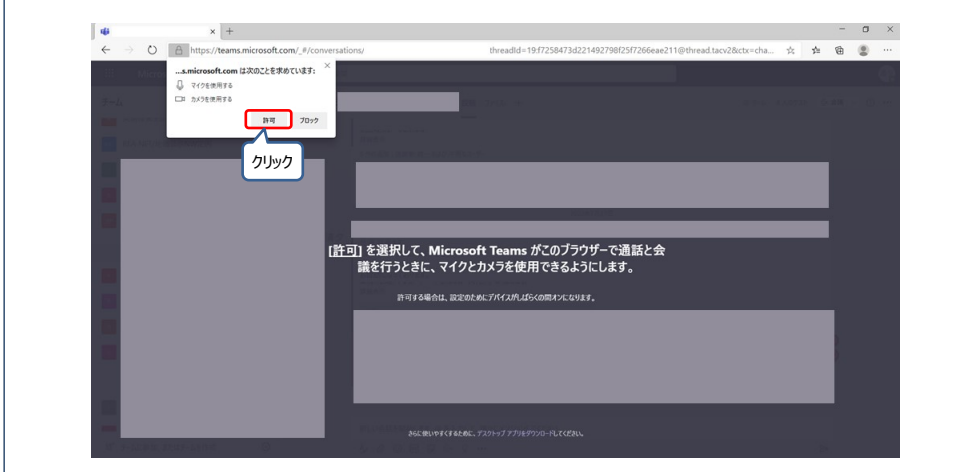 https://teams.microsoft.com/_#/conversations/ threadId=19:f7258473d221492798f25f7266eae211@thread.tacv2&ctx=cha...
...s.microsoft.com は次のことを求めています:
マイクを使用する
カメラを使用する
許可 ブロック
クリック
チーム
[許可] を選択して、Microsoft Teams がこのブラウザーで通話と会
議を行うときに、マイクとカメラを使用できるようにします。
許可する場合は、設定のためにデバイスがしばらくの間オンになります。
さらに使いやすくするために、デスクトップ アプリをダウンロードしてください。